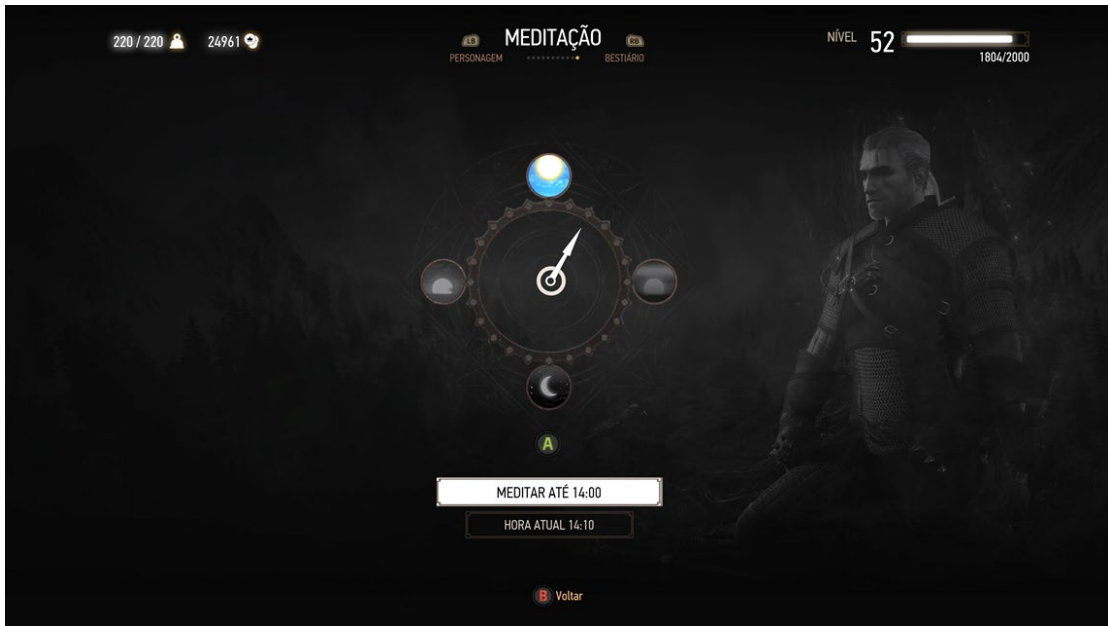 220 / 220
24961
LB MEDITAÇÃO RB
PERSONAGEM
BESTIÁRIO
NÍVEL 52
1804/2000
A
MEDITAR ATÉ 14:00
HORA ATUAL 14:10
B Voltar